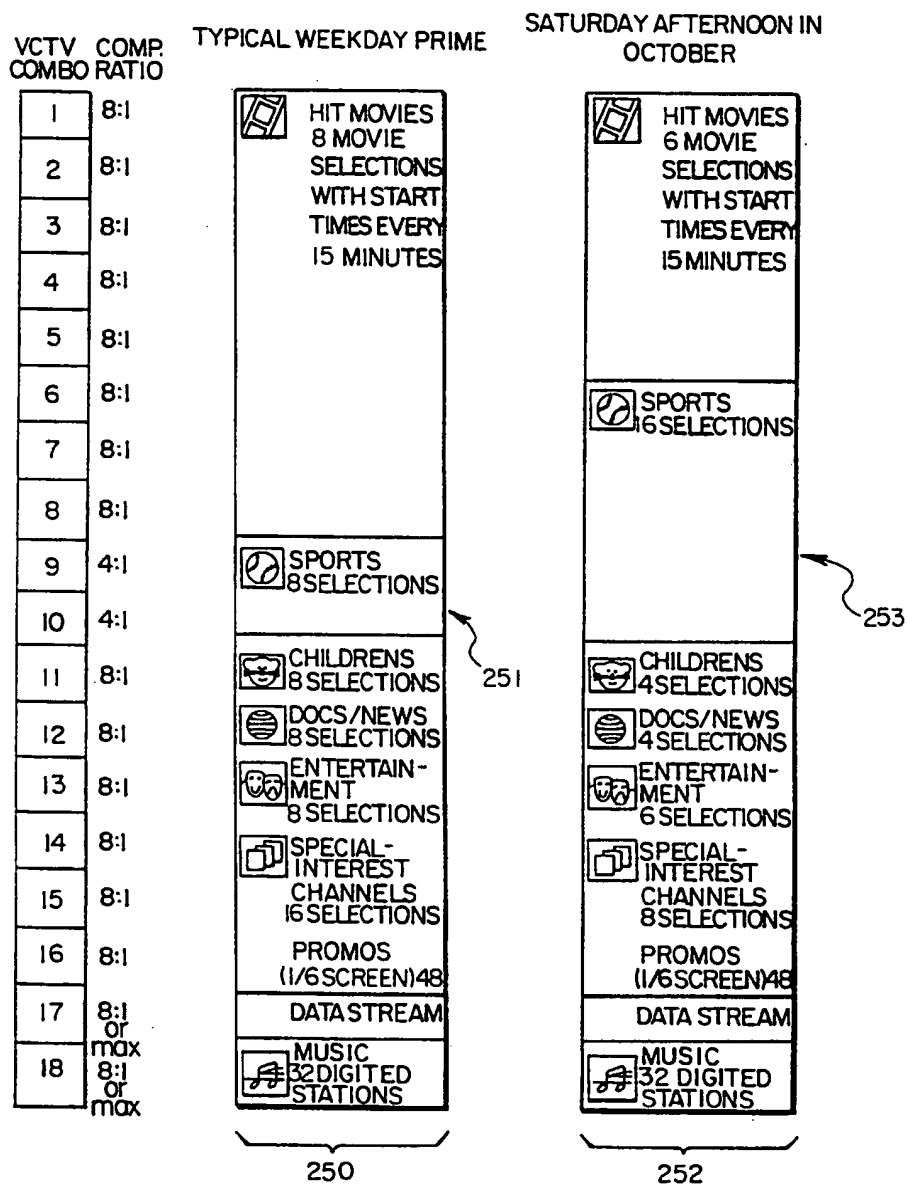 VCTV COMBO
COMP. RATIO
TYPICAL WEEKDAY PRIME
SATURDAY AFTERNOON IN
OCTOBER
1 8:1
2 8:1
3 8:1
4 8:1
5 8:1
6 8:1
7 8:1
8 8:1
9 4:1
10 4:1
11 8:1
12 8:1
13 8:1
14 8:1
15 8:1
16 8:1
17 8:1
or
max
18 8:1
or
max
HIT MOVIES
8 MOVIE
SELECTIONS
WITH START
TIMES EVERY
15 MINUTES
SPORTS
8 SELECTIONS
251
CHILDRENS
8 SELECTIONS
DOCS/NEWS
8 SELECTIONS
ENTERTAIN-
MENT
8 SELECTIONS
SPECIAL-
INTEREST
CHANNELS
16 SELECTIONS
PROMOS
(1/6 SCREEN) 48
DATA STREAM
MUSIC
32 DIGITED
STATIONS
250
HIT MOVIES
6 MOVIE
SELECTIONS
WITH START
TIMES EVERY
15 MINUTES
SPORTS
16 SELECTIONS
253
CHILDRENS
4 SELECTIONS
DOCS/NEWS
4 SELECTIONS
ENTERTAIN-
MENT
6 SELECTIONS
SPECIAL-
INTEREST
CHANNELS
8 SELECTIONS
PROMOS
(1/6 SCREEN) 48
DATA STREAM
MUSIC
32 DIGITED
STATIONS
252